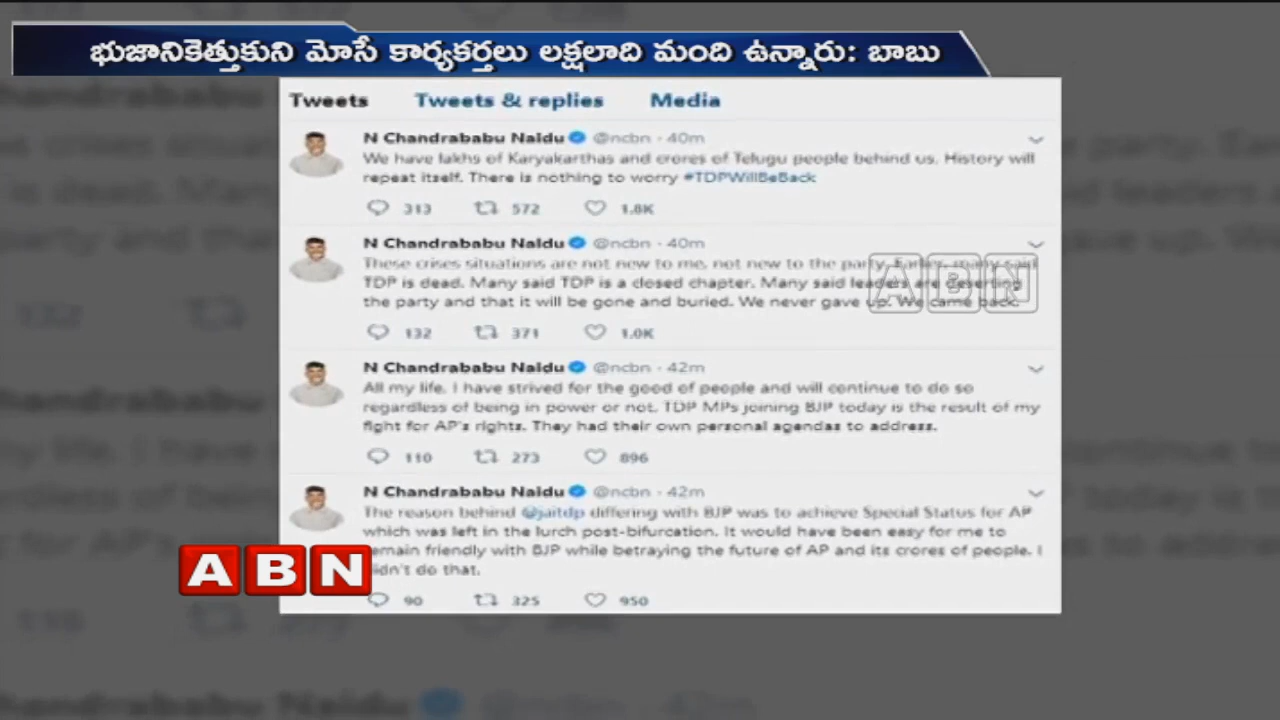 భుజానికెత్తుకుని మోసే కార్యకర్తలు లక్షలాది మంది ఉన్నారు: బాబు
Tweets Tweets & replies Media
N Chandrababu Naidu @ncbn · 40m
We have lakhs of Karyakarthas and crores of Telugu people behind us. History will
repeat itself. There is nothing to worry #TDPWillBeBack
313 572 1.8K
N Chandrababu Naidu @ncbn · 40m
These crises situations are not new to me, not new to the party. Earlier, many said
TDP is dead. Many said TDP is a closed chapter. Many said leaders are deserting
the party and that it will be gone and buried. We never gave up. We came back.
ABN
132 371 1.0K
N Chandrababu Naidu @ncbn · 42m
All my life, I have strived for the good of people and will continue to do so
regardless of being in power or not. TDP MPs joining BJP today is the result of my
fight for AP's rights. They had their own personal agendas to address.
110 273 896
N Chandrababu Naidu @ncbn · 42m
The reason behind @jaitdp differing with BJP was to achieve Special Status for AP
which was left in the lurch post-bifurcation. It would have been easy for me to
emain friendly with BJP while betraying the future of AP and its crores of people. I
idn't do that.
ABN
90 325 950